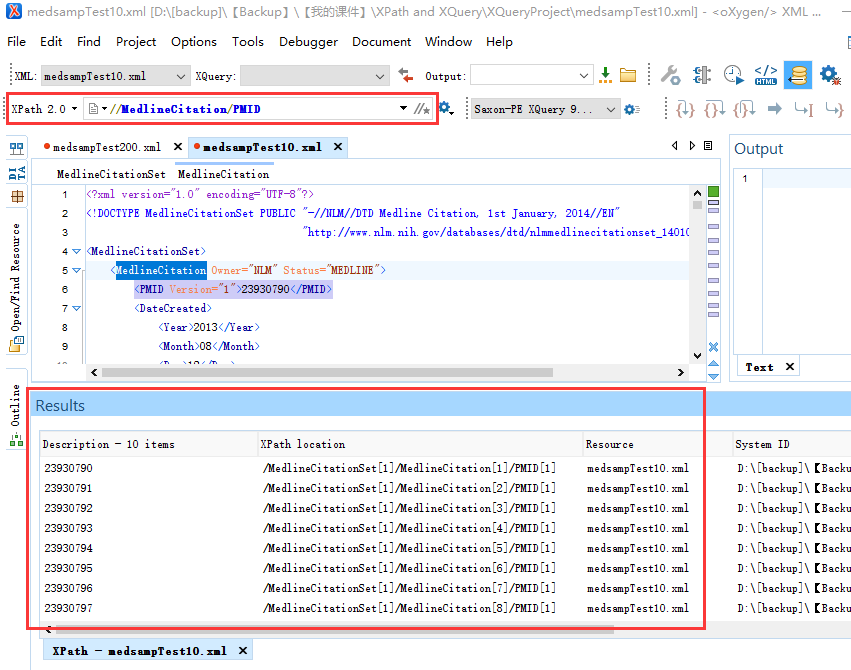 medsampTest10.xml [D:\[backup]\【Backup】\【我的课件】\XPath and XQuery\XQueryProject\medsampTest10.xml] - <oXygen/> XML ...
File Edit Find Project Options Tools Debugger Document Window Help
XML: medsampTest10.xml XQuery: Output:
XPath 2.0 //MedlineCitation/PMID Saxon-PE XQuery 9...
medsampTest200.xml medsampTest10.xml
Output
MedlineCitationSet MedlineCitation
1 <?xml version="1.0" encoding="UTF-8"?>
2 <!DOCTYPE MedlineCitationSet PUBLIC "-//NLM//DTD Medline Citation, 1st January, 2014//EN"
3 "http://www.nlm.nih.gov/databases/dtd/nlmmedlinecitationset_14010
4 <MedlineCitationSet>
5 <MedlineCitation Owner="NLM" Status="MEDLINE">
6 <PMID Version="1">23930790</PMID>
7 <DateCreated>
8 <Year>2013</Year>
9 <Month>08</Month>
1
Text
Open/Find Resource
Outline
Results
Description - 10 items XPath location Resource System ID
23930790 /MedlineCitationSet[1]/MedlineCitation[1]/PMID[1] medsampTest10.xml D:\[backup]\【Backu
23930791 /MedlineCitationSet[1]/MedlineCitation[2]/PMID[1] medsampTest10.xml D:\[backup]\【Backu
23930792 /MedlineCitationSet[1]/MedlineCitation[3]/PMID[1] medsampTest10.xml D:\[backup]\【Backu
23930793 /MedlineCitationSet[1]/MedlineCitation[4]/PMID[1] medsampTest10.xml D:\[backup]\【Backu
23930794 /MedlineCitationSet[1]/MedlineCitation[5]/PMID[1] medsampTest10.xml D:\[backup]\【Backu
23930795 /MedlineCitationSet[1]/MedlineCitation[6]/PMID[1] medsampTest10.xml D:\[backup]\【Backu
23930796 /MedlineCitationSet[1]/MedlineCitation[7]/PMID[1] medsampTest10.xml D:\[backup]\【Backu
23930797 /MedlineCitationSet[1]/MedlineCitation[8]/PMID[1] medsampTest10.xml D:\[backup]\【Backu
XPath - medsampTest10.xml